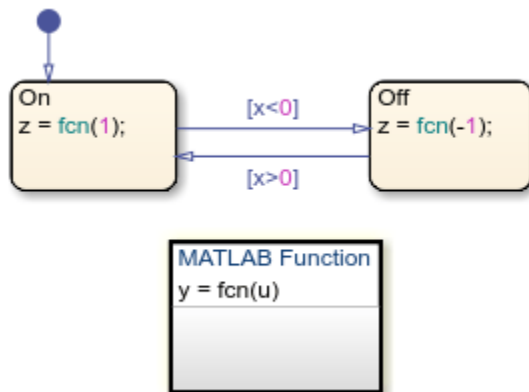 On
z = fcn(1);
[x<0]
Off
z = fcn(-1);
[x>0]
MATLAB Function
y = fcn(u)